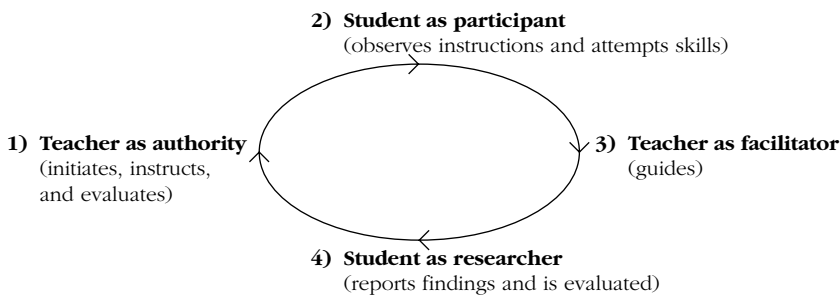 2) Student as participant
(observes instructions and attempts skills)
1) Teacher as authority
(initiates, instructs,
and evaluates)
3) Teacher as facilitator
(guides)
4) Student as researcher
(reports findings and is evaluated)